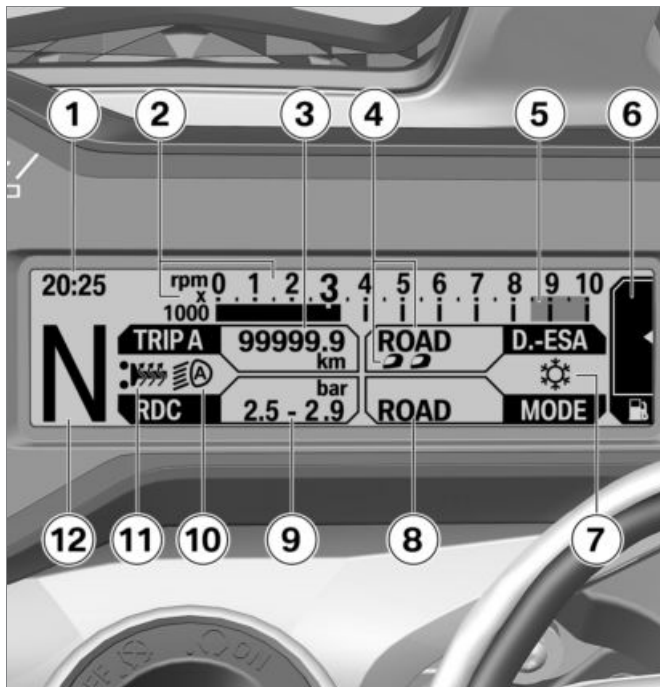 1 2 3 4 5 6
20:25
rpm 0 1 2 3 4 5 6 7 8 9 10
x
1000
N
TRIP A 99999.9 ROAD D.-ESA
km
A
bar
RDC 2.5 - 2.9 ROAD MODE
12 11 10 9 8 7
OFF ON